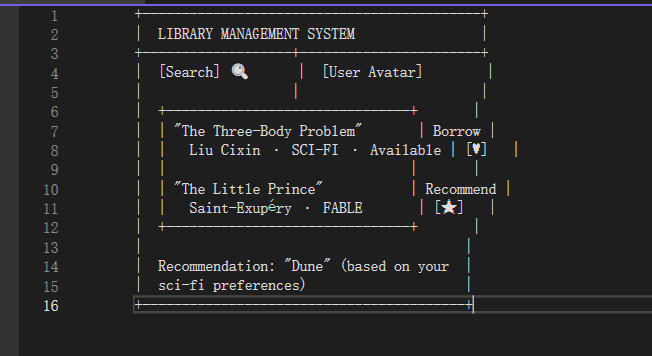 1 +-----------------------------------------+
2 | LIBRARY MANAGEMENT SYSTEM |
3 +------------------+----------------------+
4 | [Search] 🔍 | [User Avatar] |
5 | | |
6 | +------------------------------+ |
7 | | "The Three-Body Problem" | Borrow |
8 | | Liu Cixin · SCI-FI · Available | [♥] |
9 | | | |
10 | | "The Little Prince" | Recommend |
11 | | Saint-Exupéry · FABLE | [★] |
12 | +------------------------------+ |
13 | |
14 | Recommendation: "Dune" (based on your |
15 | sci-fi preferences) |
16 +---------------------------------------+